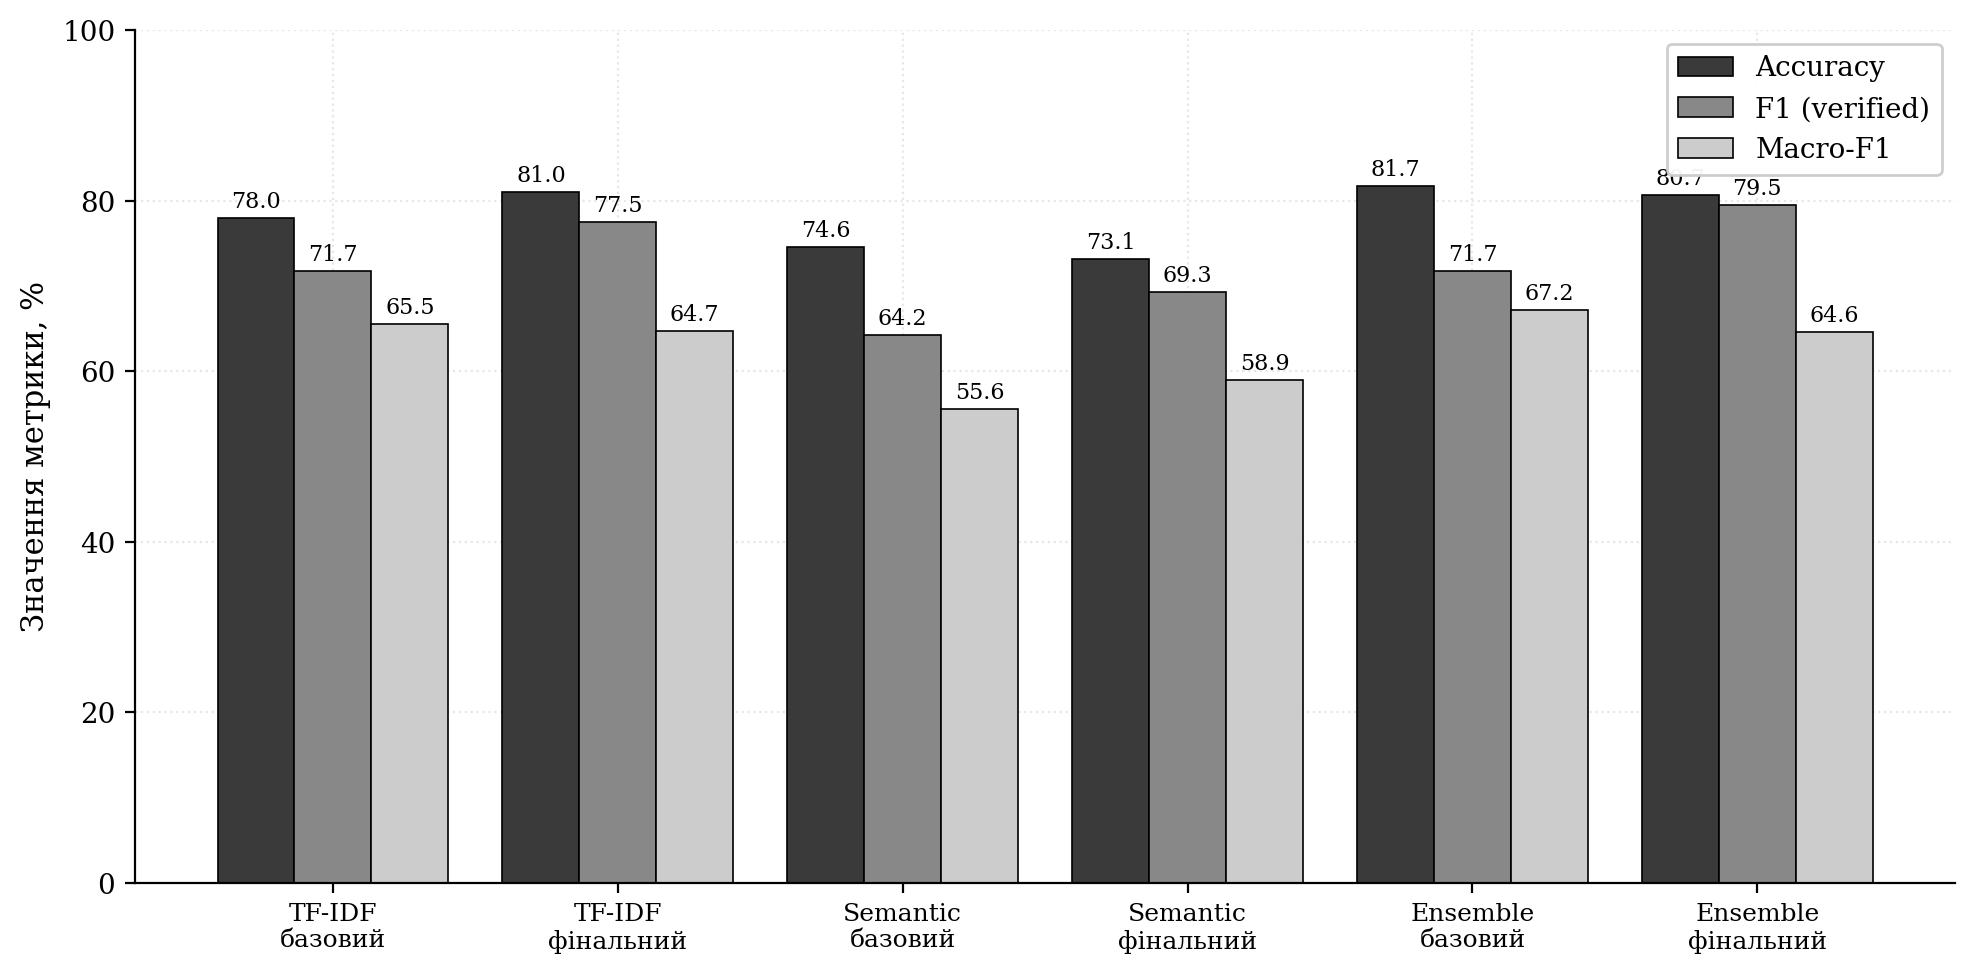 Значення метрики, %
100
80
60
40
20
0
Accuracy
F1 (verified)
Macro-F1
78.0
71.7
65.5
81.0
77.5
64.7
74.6
64.2
55.6
73.1
69.3
58.9
81.7
71.7
67.2
80.7
79.5
64.6
TF-IDF
базовий
TF-IDF
фінальний
Semantic
базовий
Semantic
фінальний
Ensemble
базовий
Ensemble
фінальний